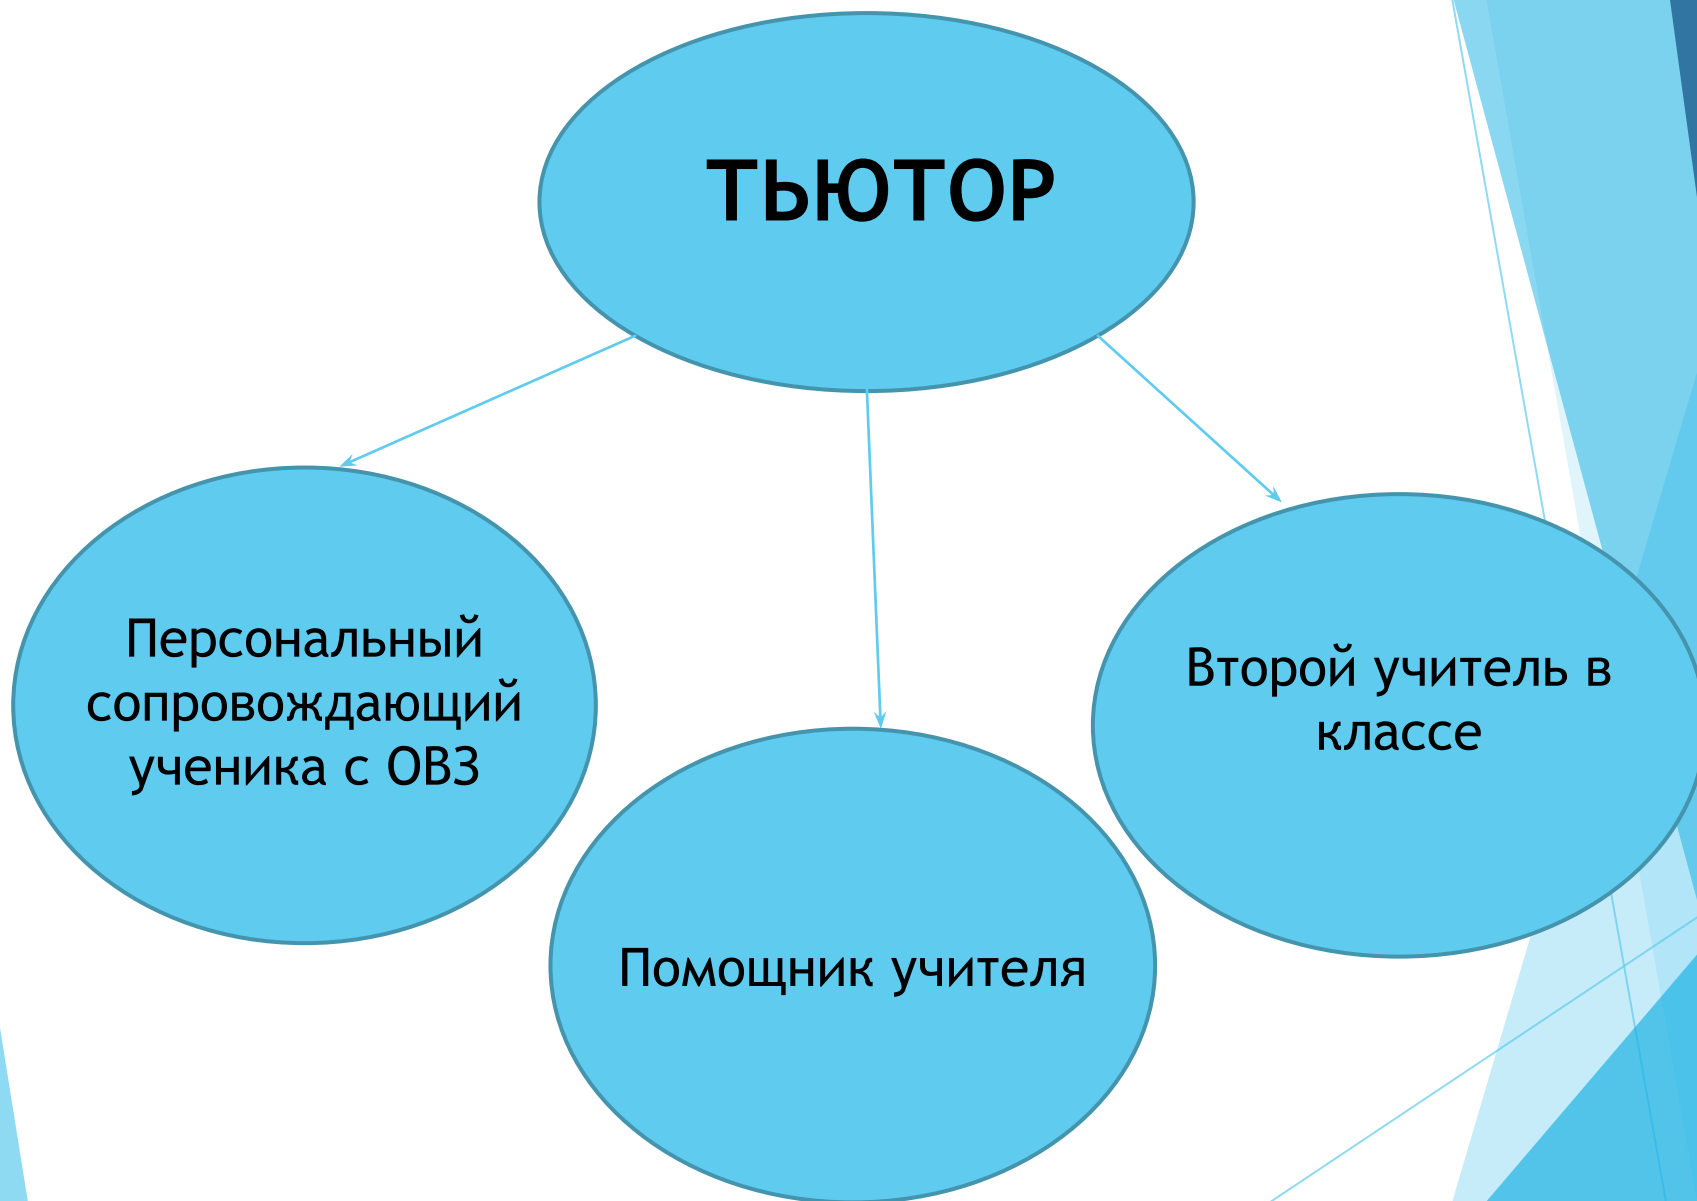 ТЬЮТОР
Персональный
сопровождающий
ученика с ОВЗ
Второй учитель в
классе
Помощник учителя